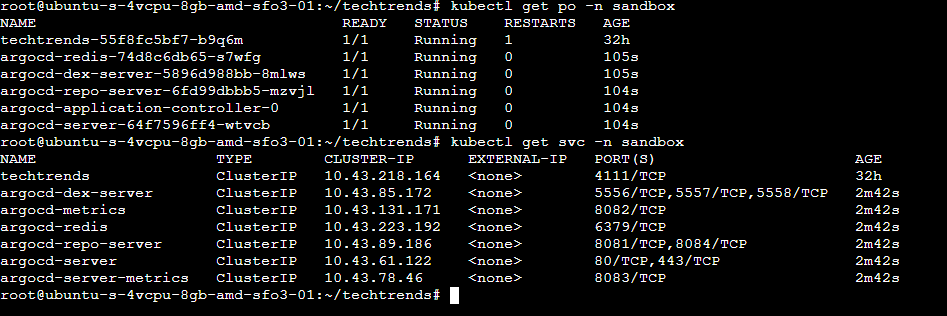 root@ubuntu-s-4vcpu-8gb-amd-sfo3-01:~/techtrends# kubectl get po -n sandbox
NAME READY STATUS RESTARTS AGE
techtrends-55f8fc5bf7-b9q6m 1/1 Running 1 32h
argocd-redis-74d8c6db65-s7wfg 1/1 Running 0 105s
argocd-dex-server-5896d988bb-8mlws 1/1 Running 0 105s
argocd-repo-server-6fd99dbbb5-mzvjl 1/1 Running 0 104s
argocd-application-controller-0 1/1 Running 0 104s
argocd-server-64f7596ff4-wtvcb 1/1 Running 0 104s
root@ubuntu-s-4vcpu-8gb-amd-sfo3-01:~/techtrends# kubectl get svc -n sandbox
NAME TYPE CLUSTER-IP EXTERNAL-IP PORT(S) AGE
techtrends ClusterIP 10.43.218.164 <none> 4111/TCP 32h
argocd-dex-server ClusterIP 10.43.85.172 <none> 5556/TCP,5557/TCP,5558/TCP 2m42s
argocd-metrics ClusterIP 10.43.131.171 <none> 8082/TCP 2m42s
argocd-redis ClusterIP 10.43.223.192 <none> 6379/TCP 2m42s
argocd-repo-server ClusterIP 10.43.89.186 <none> 8081/TCP,8084/TCP 2m42s
argocd-server ClusterIP 10.43.61.122 <none> 80/TCP,443/TCP 2m42s
argocd-server-metrics ClusterIP 10.43.78.46 <none> 8083/TCP 2m42s
root@ubuntu-s-4vcpu-8gb-amd-sfo3-01:~/techtrends#